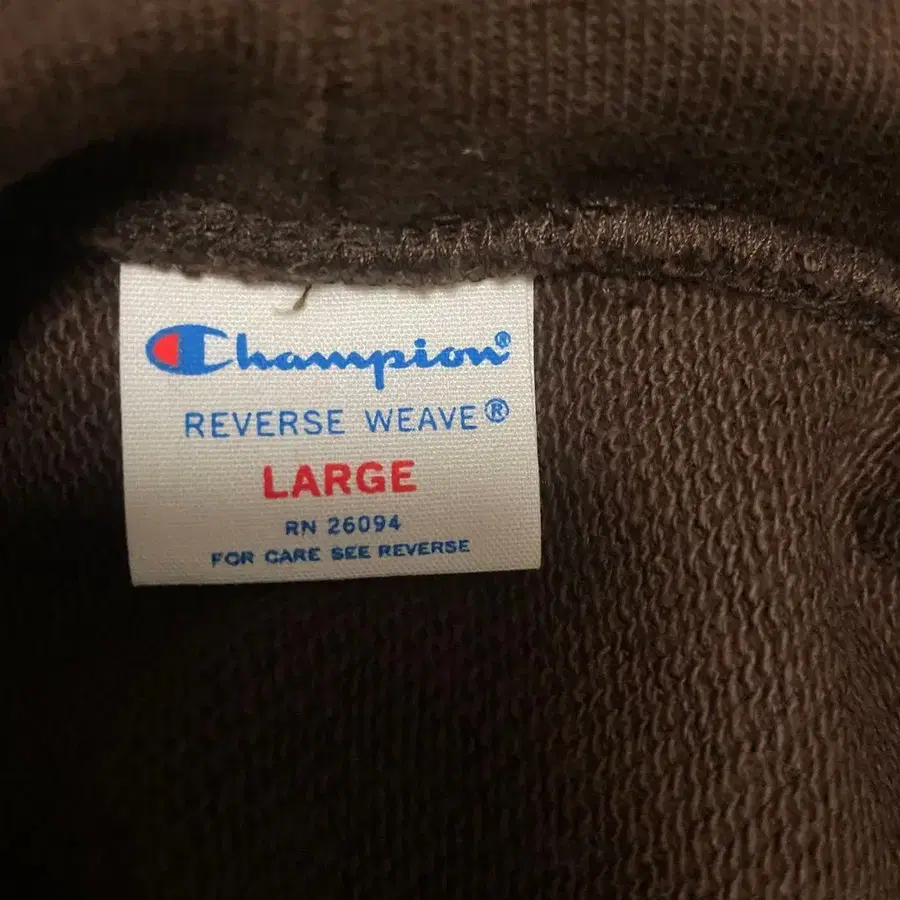 Champion®
REVERSE WEAVE®
LARGE
RN 26094
FOR CARE SEE REVERSE